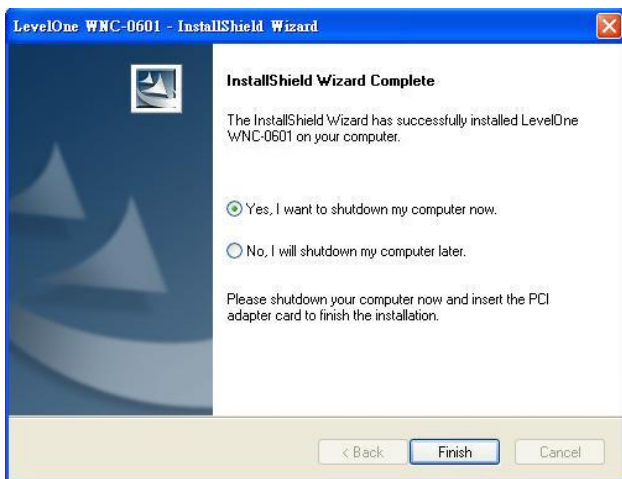 LevelOne WNC-0601 - InstallShield Wizard
InstallShield Wizard Complete
The InstallShield Wizard has successfully installed LevelOne
WNC-0601 on your computer.
Yes, I want to shutdown my computer now.
No, I will shutdown my computer later.
Please shutdown your computer now and insert the PCI
adapter card to finish the installation.
< Back
Finish
Cancel